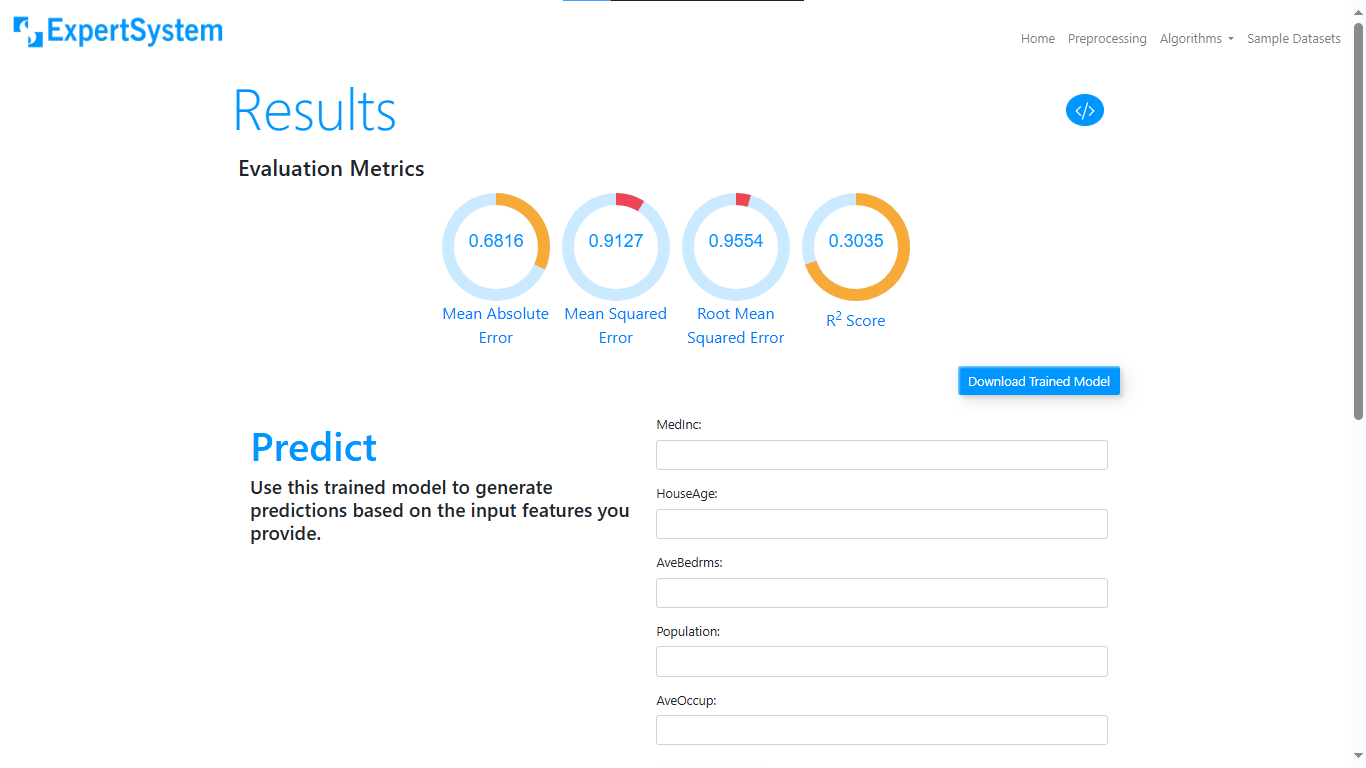 ExpertSystem
Home Preprocessing Algorithms Sample Datasets
Results
</>
Evaluation Metrics
0.6816 0.9127 0.9554 0.3035
Mean Absolute Error
Mean Squared Error
Root Mean Squared Error
R² Score
Download Trained Model
Predict
Use this trained model to generate
predictions based on the input features you
provide.
MedInc:
HouseAge:
AveBedrms:
Population:
AveOccup: